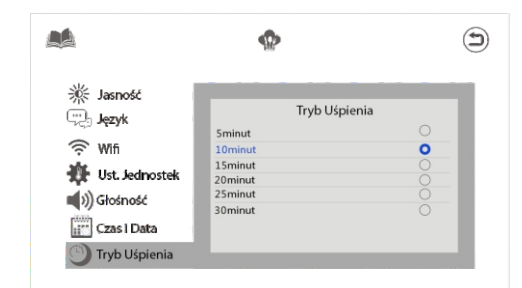 Jasność
Język
Wifi
Ust. Jednostek
Głośność
Czas I Data
Tryb Uśpienia
Tryb Uśpienia
5minut
10minut
15minut
20minut
25minut
30minut